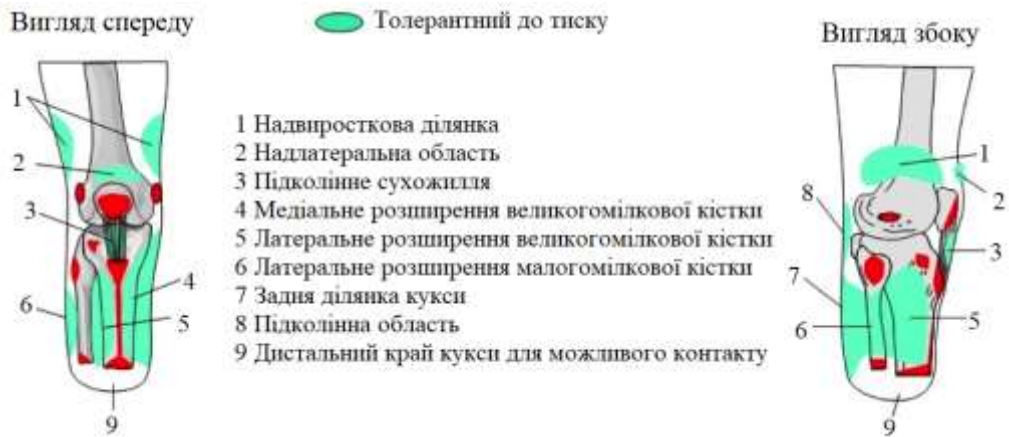 Вигляд спереду
Толерантний до тиску
Вигляд збоку
1
2
3
4
5
6
9
1 Надвиросткова ділянка
2 Надлатеральна область
3 Підколінне сухожилля
4 Медіальне розширення великогомілкової кістки
5 Латеральне розширення великогомілкової кістки
6 Латеральне розширення малогомілкової кістки
7 Задня ділянка кукси
8 Підколінна область
9 Дистальний край кукси для можливого контакту
1
2
8
3
7
5
6
9